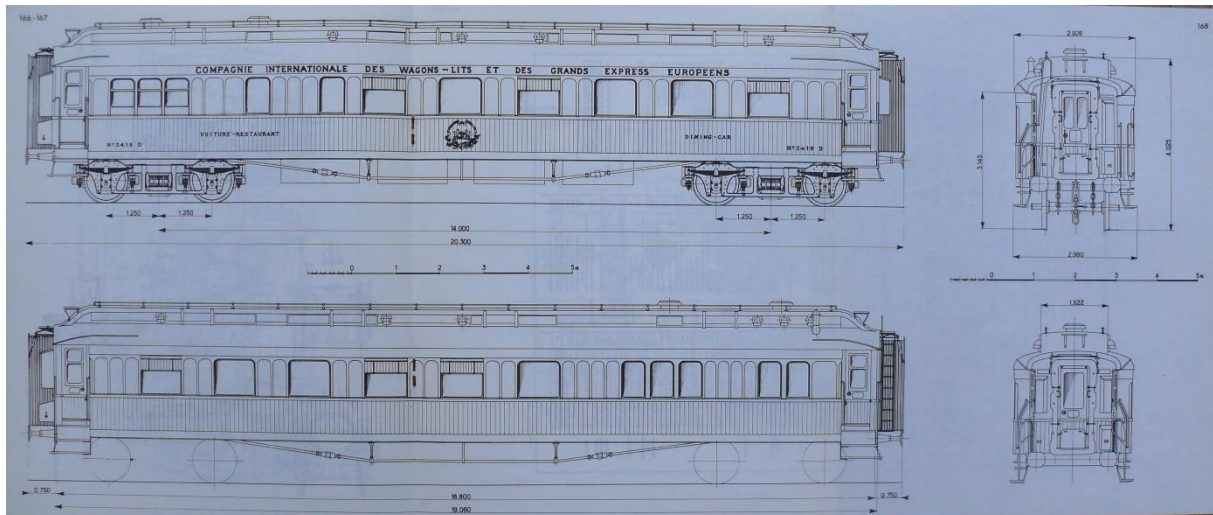 166-167
168
COMPAGNIE INTERNATIONALE DES WAGONS-LITS ET DES GRANDS EXPRESS EUROPEENS
VOITURE-RESTAURANT
DINING-CAR
Nº2419 D
Nº2419 D
1.250
1.250
1.250
1.250
14.000
20.300
2.926
3.145
4.025
2.980
0 1 2 3 4 5 m.
0 1 2 3 4 5 m.
1.622
0.750
18.800
0.750
19.060